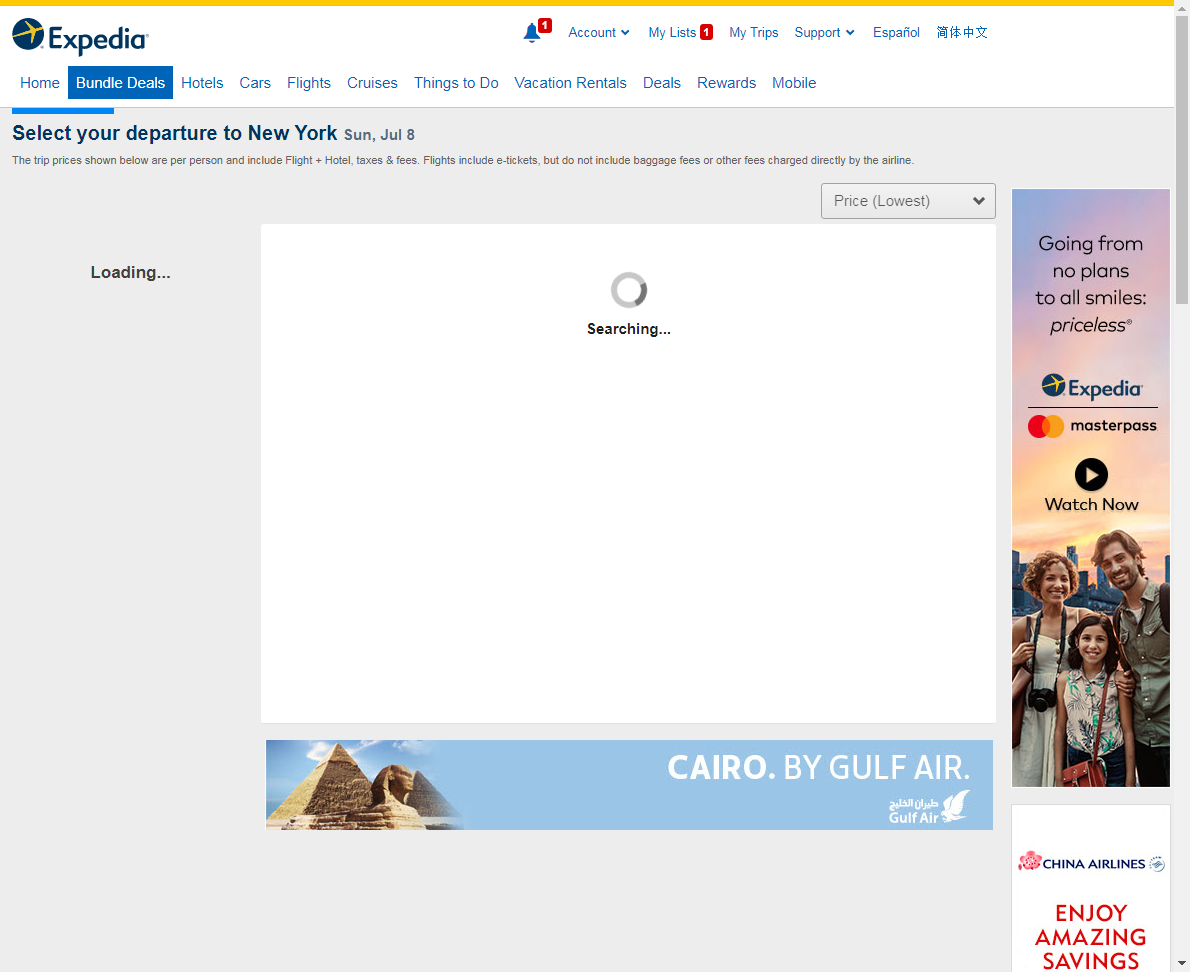 Expedia
1
Account
My Lists 1
My Trips
Support
Español
简体中文
Home
Bundle Deals
Hotels
Cars
Flights
Cruises
Things to Do
Vacation Rentals
Deals
Rewards
Mobile
Select your departure to New York Sun, Jul 8
The trip prices shown below are per person and include Flight + Hotel, taxes & fees. Flights include e-tickets, but do not include baggage fees or other fees charged directly by the airline.
Price (Lowest)
Loading...
Searching...
Going from
no plans
to all smiles:
priceless®
Expedia
masterpass
Watch Now
CAIRO. BY GULF AIR.
طيران الخليج
Gulf Air
CHINA AIRLINES
ENJOY
AMAZING
SAVINGS